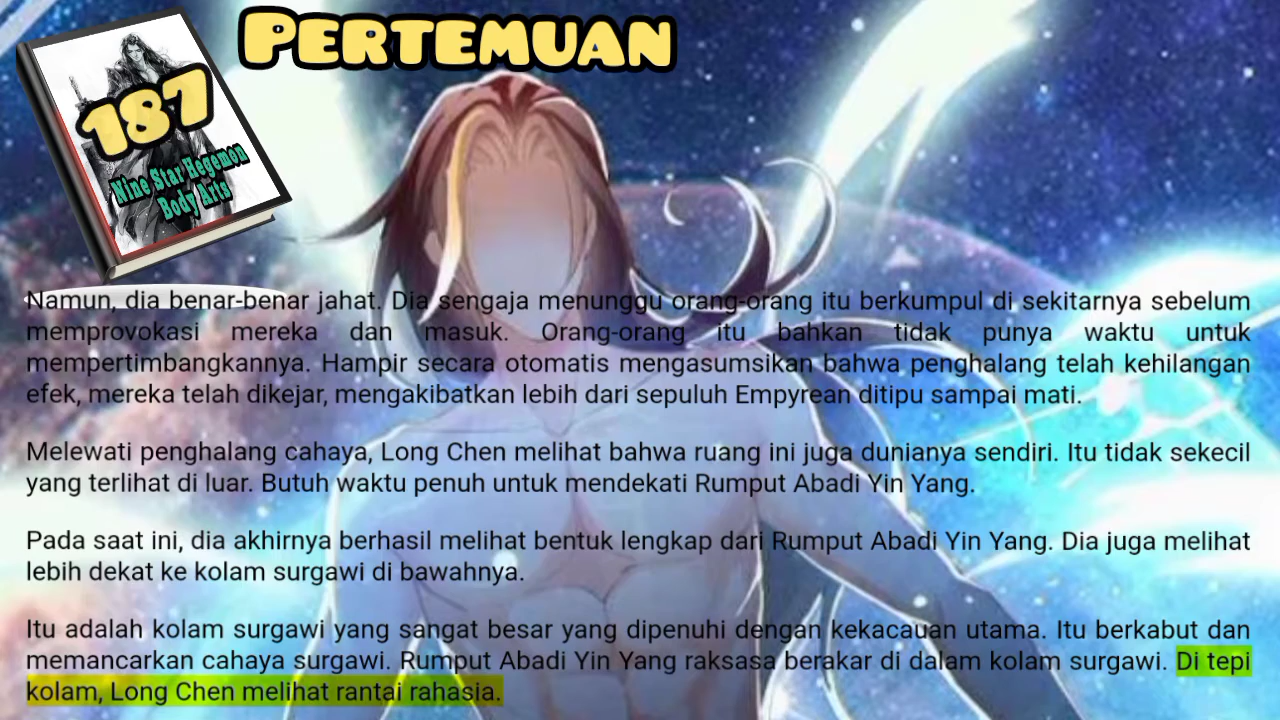 PERTEMUAN
187
Nine Star Hegemon
Body Arts
Namun, dia benar-benar jahat. Dia sengaja menunggu orang-orang itu berkumpul di sekitarnya sebelum
memprovokasi mereka dan masuk. Orang-orang itu bahkan tidak punya waktu untuk
mempertimbangkannya. Hampir secara otomatis mengasumsikan bahwa penghalang telah kehilangan
efek, mereka telah dikejar, mengakibatkan lebih dari sepuluh Empyrean ditipu sampai mati.
Melewati penghalang cahaya, Long Chen melihat bahwa ruang ini juga dunianya sendiri. Itu tidak sekecil
yang terlihat di luar. Butuh waktu penuh untuk mendekati Rumput Abadi Yin Yang.
Pada saat ini, dia akhirnya berhasil melihat bentuk lengkap dari Rumput Abadi Yin Yang. Dia juga melihat
lebih dekat ke kolam surgawi di bawahnya.
Itu adalah kolam surgawi yang sangat besar yang dipenuhi dengan kekacauan utama. Itu berkabut dan
memancarkan cahaya surgawi. Rumput Abadi Yin Yang raksasa berakar di dalam kolam surgawi. Di tepi
kolam, Long Chen melihat rantai rahasia.